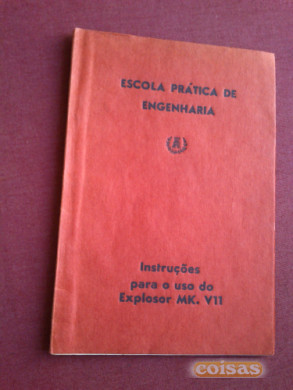 ESCOLA PRÁTICA DE
ENGENHARIA
Instruções
para o uso do
Explosor MK. V11
coisas